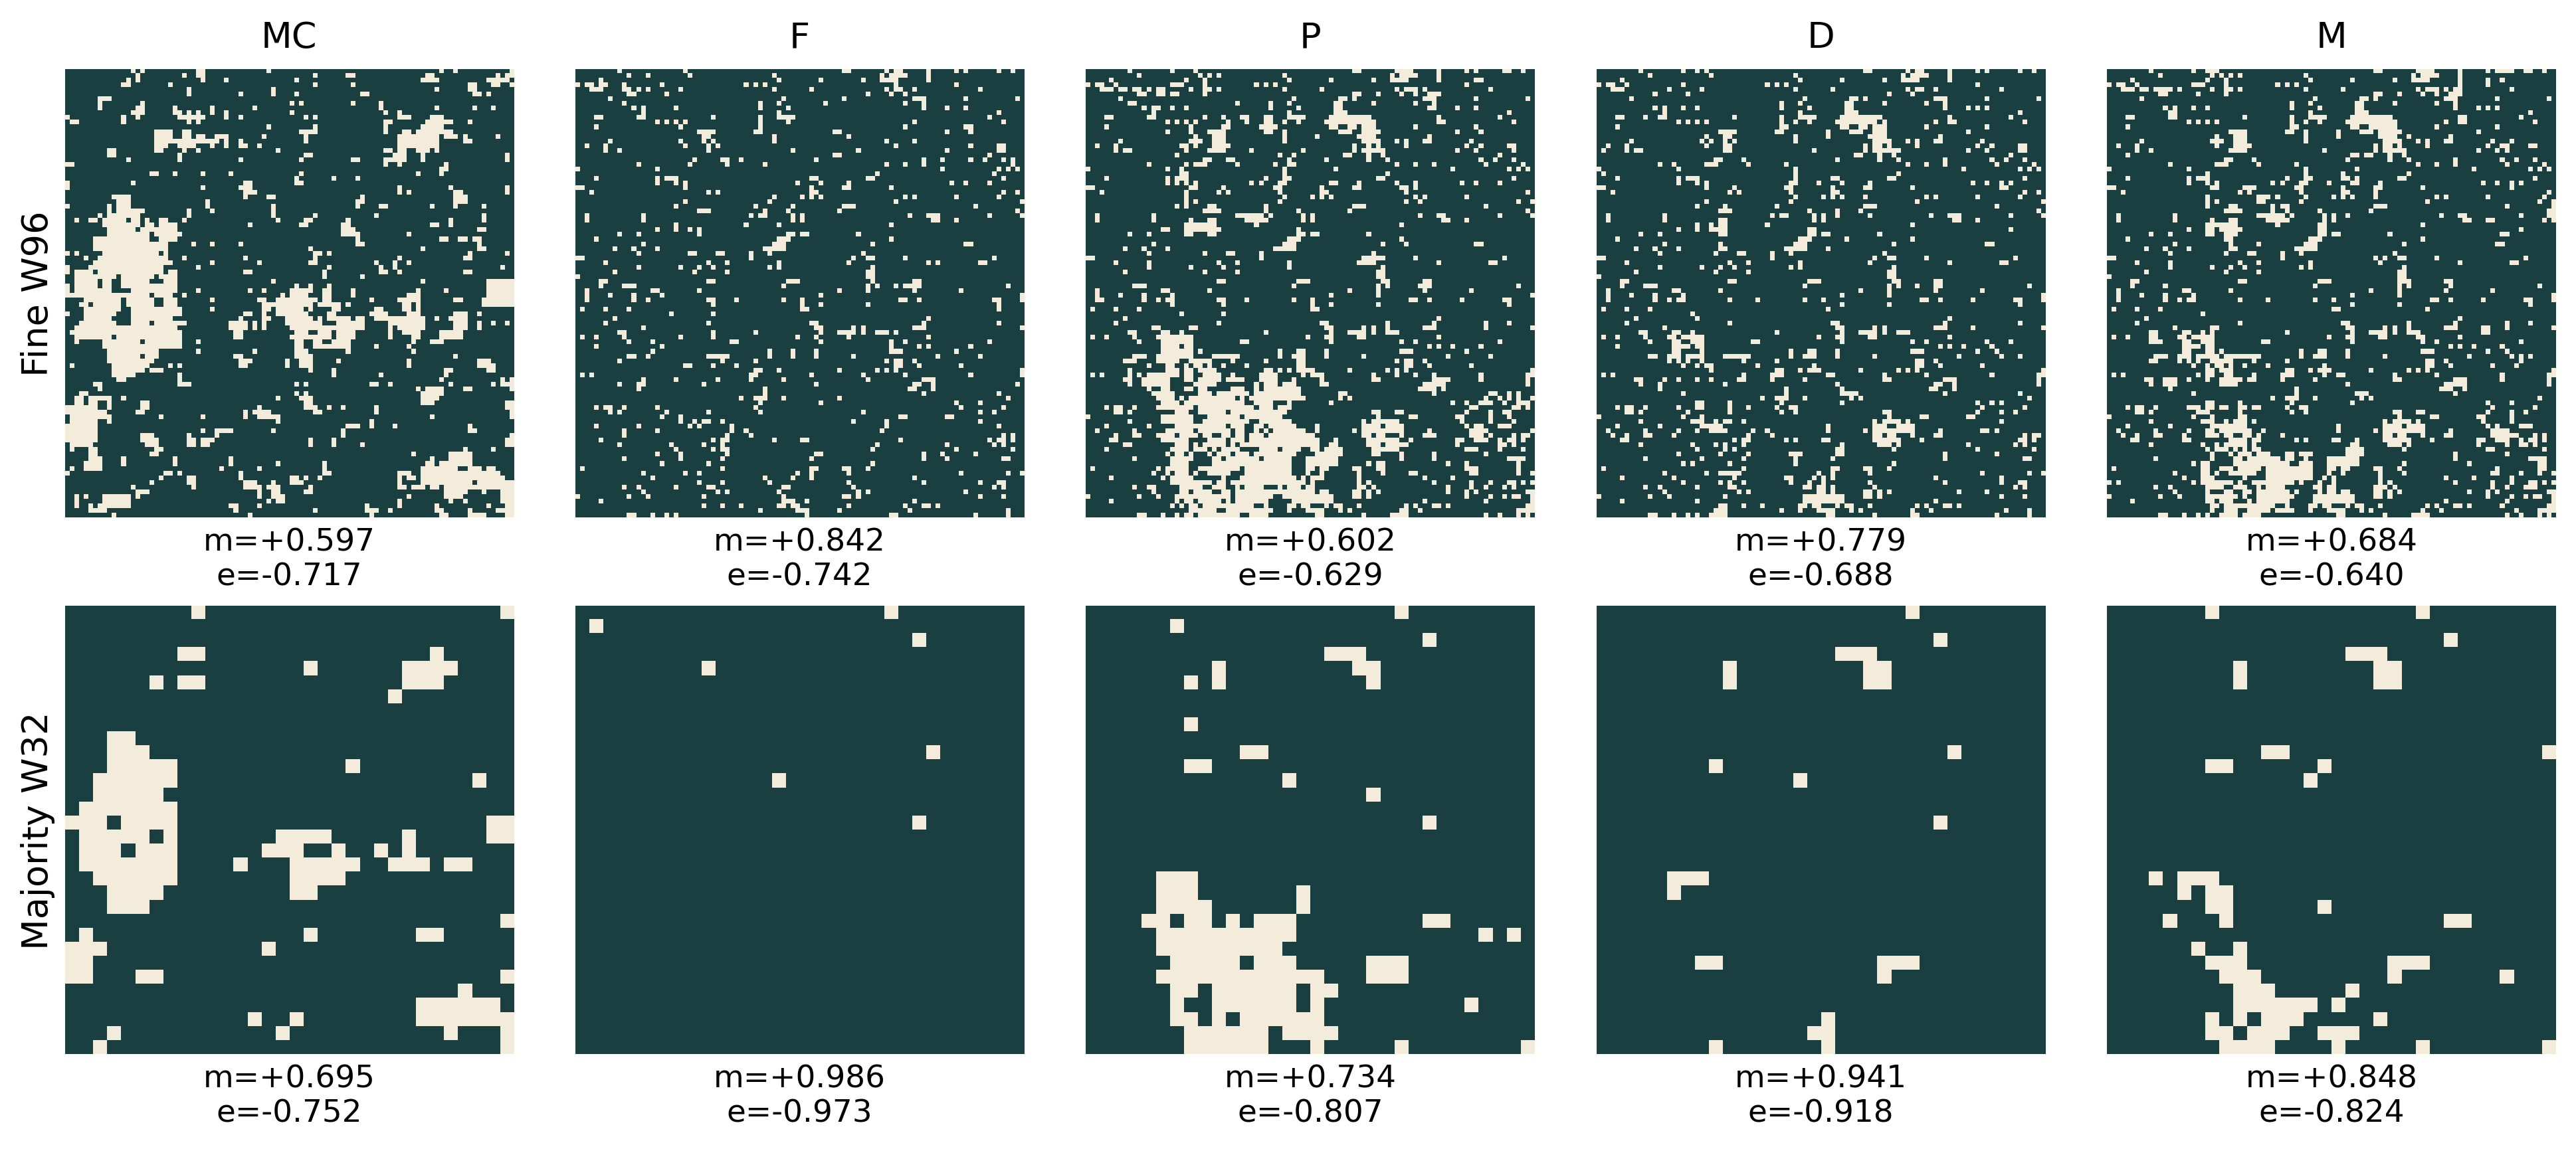 MC F P D M
Fine W96
m=+0.597 m=+0.842 m=+0.602 m=+0.779 m=+0.684
e=-0.717 e=-0.742 e=-0.629 e=-0.688 e=-0.640
Majority W32
m=+0.695 m=+0.986 m=+0.734 m=+0.941 m=+0.848
e=-0.752 e=-0.973 e=-0.807 e=-0.918 e=-0.824